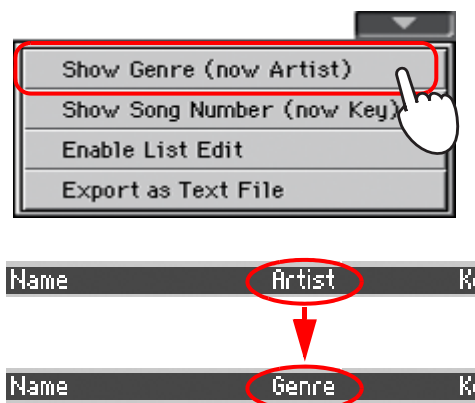 Show Genre (now Artist)
Show Song Number (now Key)
Enable List Edit
Export as Text File
Name Artist
Name Genre